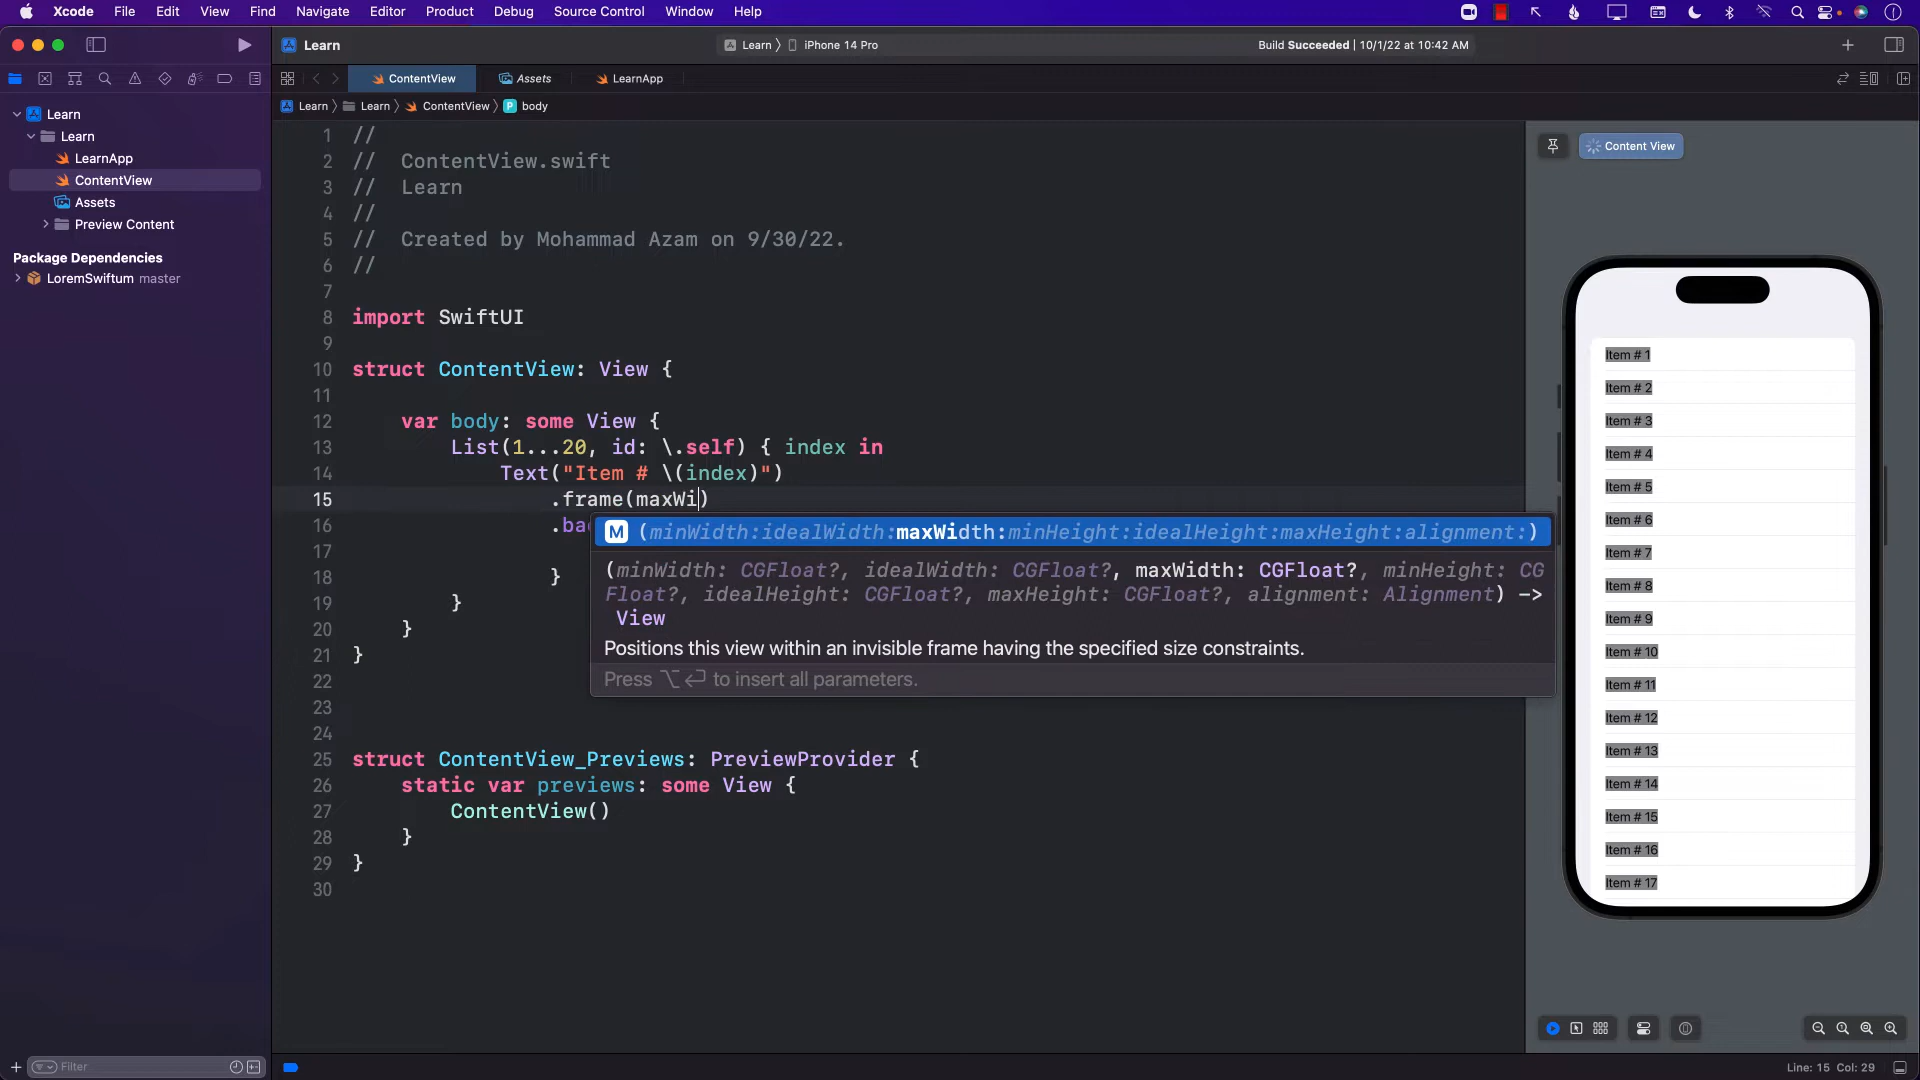 Xcode File Edit View Find Navigate Editor Product Debug Source Control Window Help
Learn
Learn 〉 iPhone 14 Pro
Build Succeeded | 10/1/22 at 10:42 AM
ContentView Assets LearnApp
Learn 〉 Learn 〉 ContentView 〉 P body
Learn
Learn
LearnApp
ContentView
Assets
Preview Content
Package Dependencies
LoremSwiftum master
1 //
2 //  ContentView.swift
3 //  Learn
4 //
5 //  Created by Mohammad Azam on 9/30/22.
6 //
7
8 import SwiftUI
9
10 struct ContentView: View {
11
12     var body: some View {
13         List(1...20, id: \.self) { index in
14             Text("Item # \(index)")
15                 .frame(maxWi)
16                 .bac
17
18                 }
19         }
20     }
21 }
22
23
24
25 struct ContentView_Previews: PreviewProvider {
26     static var previews: some View {
27         ContentView()
28     }
29 }
30
M (minWidth:idealWidth:maxWidth:minHeight:idealHeight:maxHeight:alignment:)
(minWidth: CGFloat?, idealWidth: CGFloat?, maxWidth: CGFloat?, minHeight: CG
Float?, idealHeight: CGFloat?, maxHeight: CGFloat?, alignment: Alignment) ->
View
Positions this view within an invisible frame having the specified size constraints.
Press ⌥↩ to insert all parameters.
Content View
Item # 1
Item # 2
Item # 3
Item # 4
Item # 5
Item # 6
Item # 7
Item # 8
Item # 9
Item # 10
Item # 11
Item # 12
Item # 13
Item # 14
Item # 15
Item # 16
Item # 17
Filter
Line: 15 Col: 29